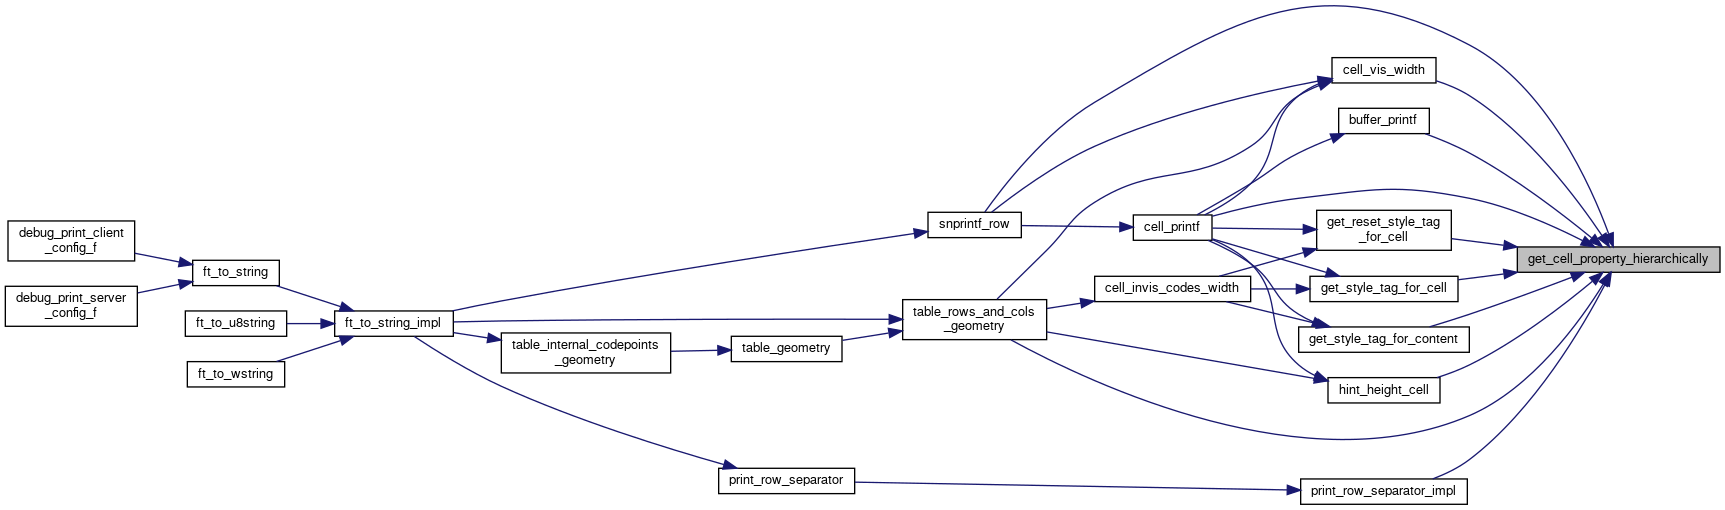 cell_vis_width
buffer_printf
get_reset_style_tag
_for_cell
snprintf_row
cell_printf
debug_print_client
_config_f
get_cell_property_hierarchically
ft_to_string
cell_invis_codes_width
get_style_tag_for_cell
debug_print_server
_config_f
table_rows_and_cols
_geometry
ft_to_u8string
ft_to_string_impl
get_style_tag_for_content
table_internal_codepoints
_geometry
table_geometry
ft_to_wstring
hint_height_cell
print_row_separator
print_row_separator_impl